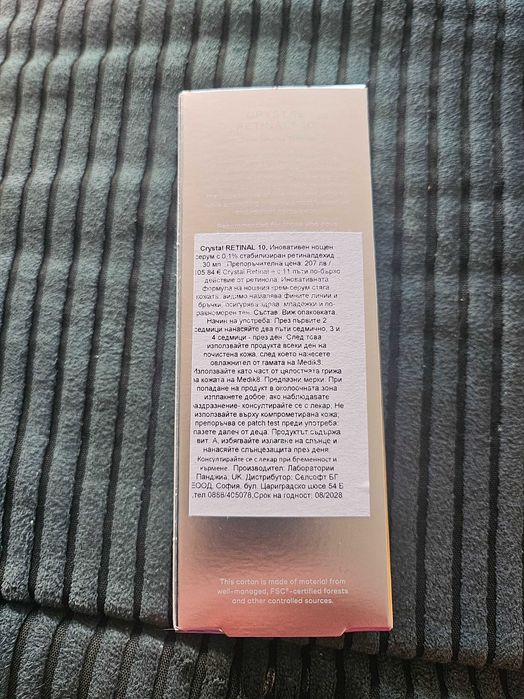 Crystal RETINAL 10, Иновативен нощен
серум с 0,1% стабилизиран ретиналдехид
30 мл. Препоръчителна цена: 207 лв /
105.84 € Crystal Retinal е с 11 пъти по-бързо
действие от ретинола. Иновативната
формула на нощния крем-серум стяга
кожата, видимо намалява фините линии и
бръчки, осигурява здрав, младежки и по-
равномерен тен. Състав: Виж опаковката.
Начин на употреба: През първите 2
седмици нанасяйте два пъти седмично, 3 и
4 седмици - през ден. След това
използвайте продукта всеки ден на
почистена кожа, след което нанесете
овлажнител от гамата на Medik8.
Използвайте като част от цялостната грижа
за кожата на Medik8. Предпазни мерки: При
попадане на продукт в околоочната зона
изплакнете добре; ако наблюдавате
раздразнение- консултирайте се с лекар; Не
използвайте върху компрометирана кожа;
препоръчва се patch test преди употреба;
пазете далеч от деца. Продуктът съдържа
вит. А, избягвайте излагане на слънце и
нанасяйте слънцезащита през деня.
Консултирайте се с лекар при бременност и
кърмене. Производител: Лаборатории
Панджиа, UK. Дистрибутор: Селсофт БГ
ЕООД, София, бул. Цариградско шосе 54 Б
тел.0888/405078,Срок на годност: 08/2028
This carton is made of material from
well-managed, FSC®-certified forests
and other controlled sources.